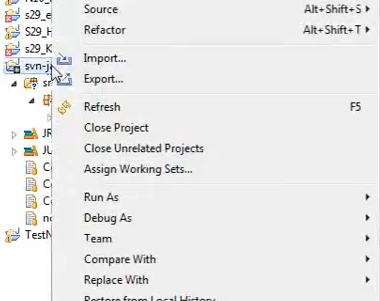 Source Alt+Shift+S
s29_e
Refactor Alt+Shift+T
S29_H
s29_K
Import...
svn-j
Export...
sr
Refresh F5
Close Project
JR
Close Unrelated Projects
JU
Assign Working Sets...
Run As
Debug As
no
Team
TestN
Compare With
Replace With
Restore from Local History